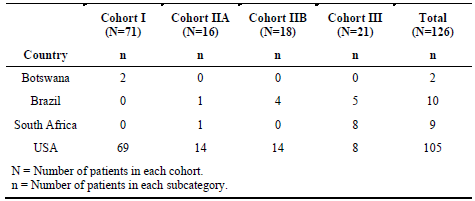 Cohort I Cohort IIA Cohort IIB Cohort III Total
(N=71) (N=16) (N=18) (N=21) (N=126)
Country n n n n n
Botswana 2 0 0 0 2
Brazil 0 1 4 5 10
South Africa 0 1 0 8 9
USA 69 14 14 8 105
N = Number of patients in each cohort.
n = Number of patients in each subcategory.